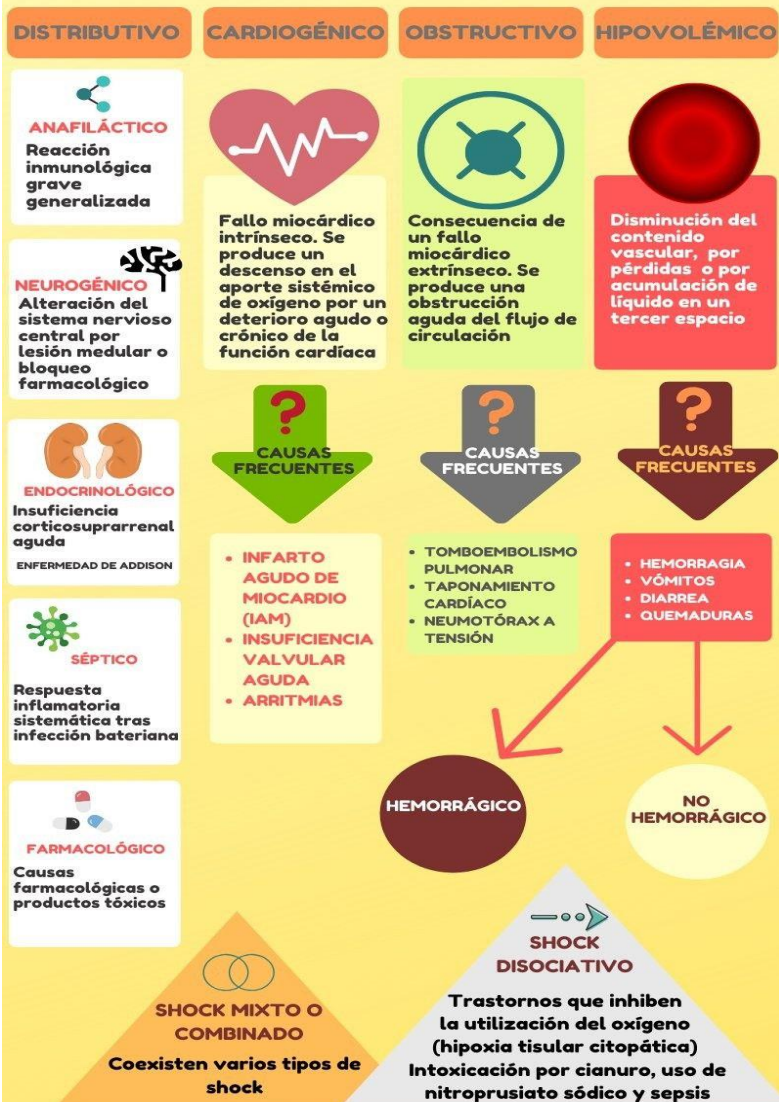 DISTRIBUTIVO
ANAFILÁCTICO
Reacción
inmunológica
grave
generalizada
NEUROGÉNICO
Alteración del
sistema nervioso
central por
lesión medular o
bloqueo
farmacológico
ENDOCRINOLÓGICO
Insuficiencia
corticosuprarrenal
aguda
ENFERMEDAD DE ADDISON
SÉPTICO
Respuesta
inflamatoria
sistemática tras
infección bateriana
FARMACOLÓGICO
Causas
farmacológicas o
productos tóxicos
CARDIOGÉNICO
Fallo miocárdico
intrínseco. Se
produce un
descenso en el
aporte sistémico
de oxígeno por un
deterioro agudo o
crónico de la
función cardíaca
?
CAUSAS
FRECUENTES
• INFARTO
AGUDO DE
MIOCARDIO
(IAM)
• INSUFICIENCIA
VALVULAR
AGUDA
• ARRITMIAS
OBSTRUCTIVO
Consecuencia de
un fallo
miocárdico
extrínseco. Se
produce una
obstrucción
aguda del flujo de
circulación
?
CAUSAS
FRECUENTES
• TOMBOEMBOLISMO
PULMONAR
• TAPONAMIENTO
CARDÍACO
• NEUMOTÓRAX A
TENSIÓN
HIPOVOLÉMICO
Disminución del
contenido
vascular, por
pérdidas o por
acumulación de
líquido en un
tercer espacio
?
CAUSAS
FRECUENTES
• HEMORRAGIA
• VÓMITOS
• DIARREA
• QUEMADURAS
HEMORRÁGICO
NO
HEMORRÁGICO
SHOCK MIXTO O
COMBINADO
Coexisten varios tipos de
shock
SHOCK
DISOCIATIVO
Trastornos que inhiben
la utilización del oxígeno
(hipoxia tisular citopática)
Intoxicación por cianuro, uso de
nitroprusiato sódico y sepsis